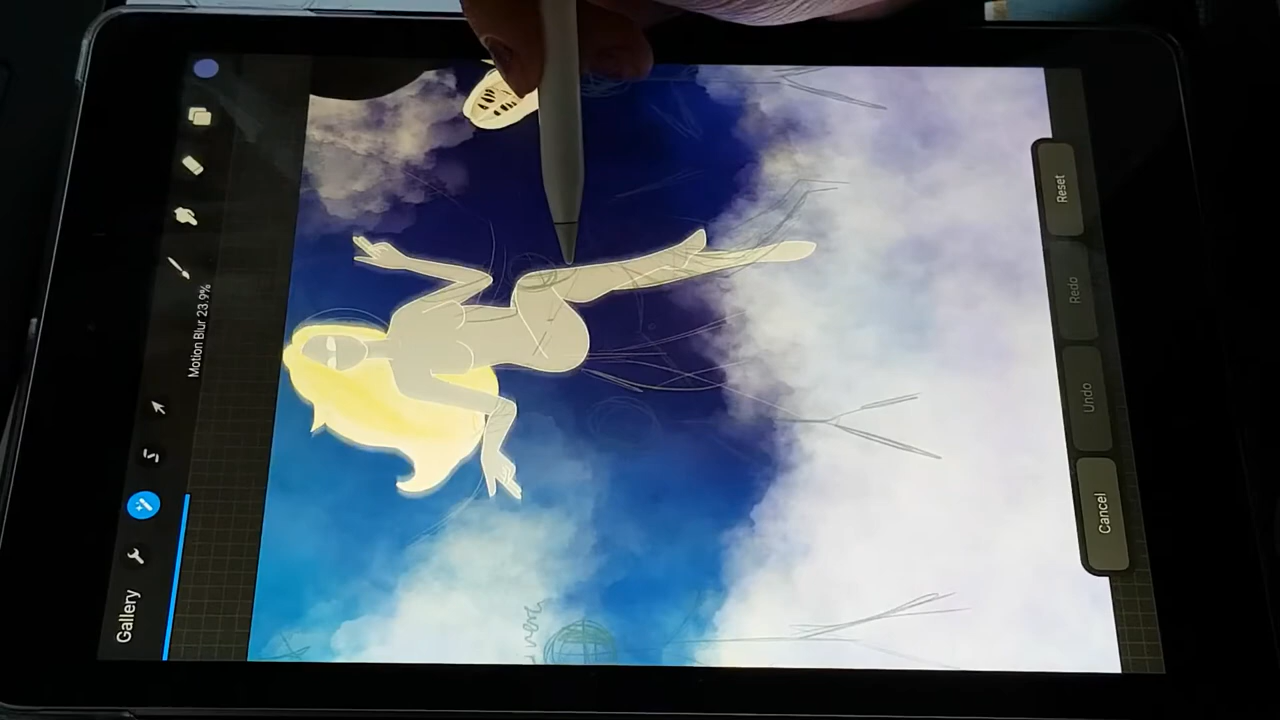 Gallery
Motion Blur 23.9%
Cancel
Undo
Redo
Reset